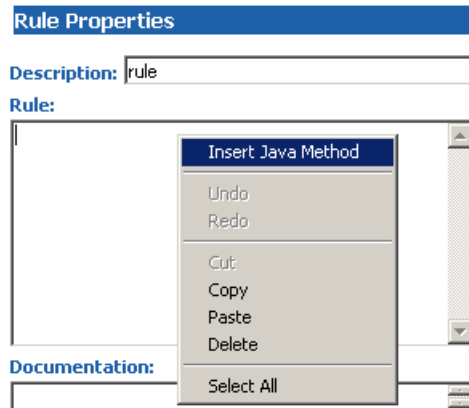 Rule Properties
Description: rule
Rule:
Insert Java Method
Undo
Redo
Cut
Copy
Paste
Delete
Select All
Documentation: